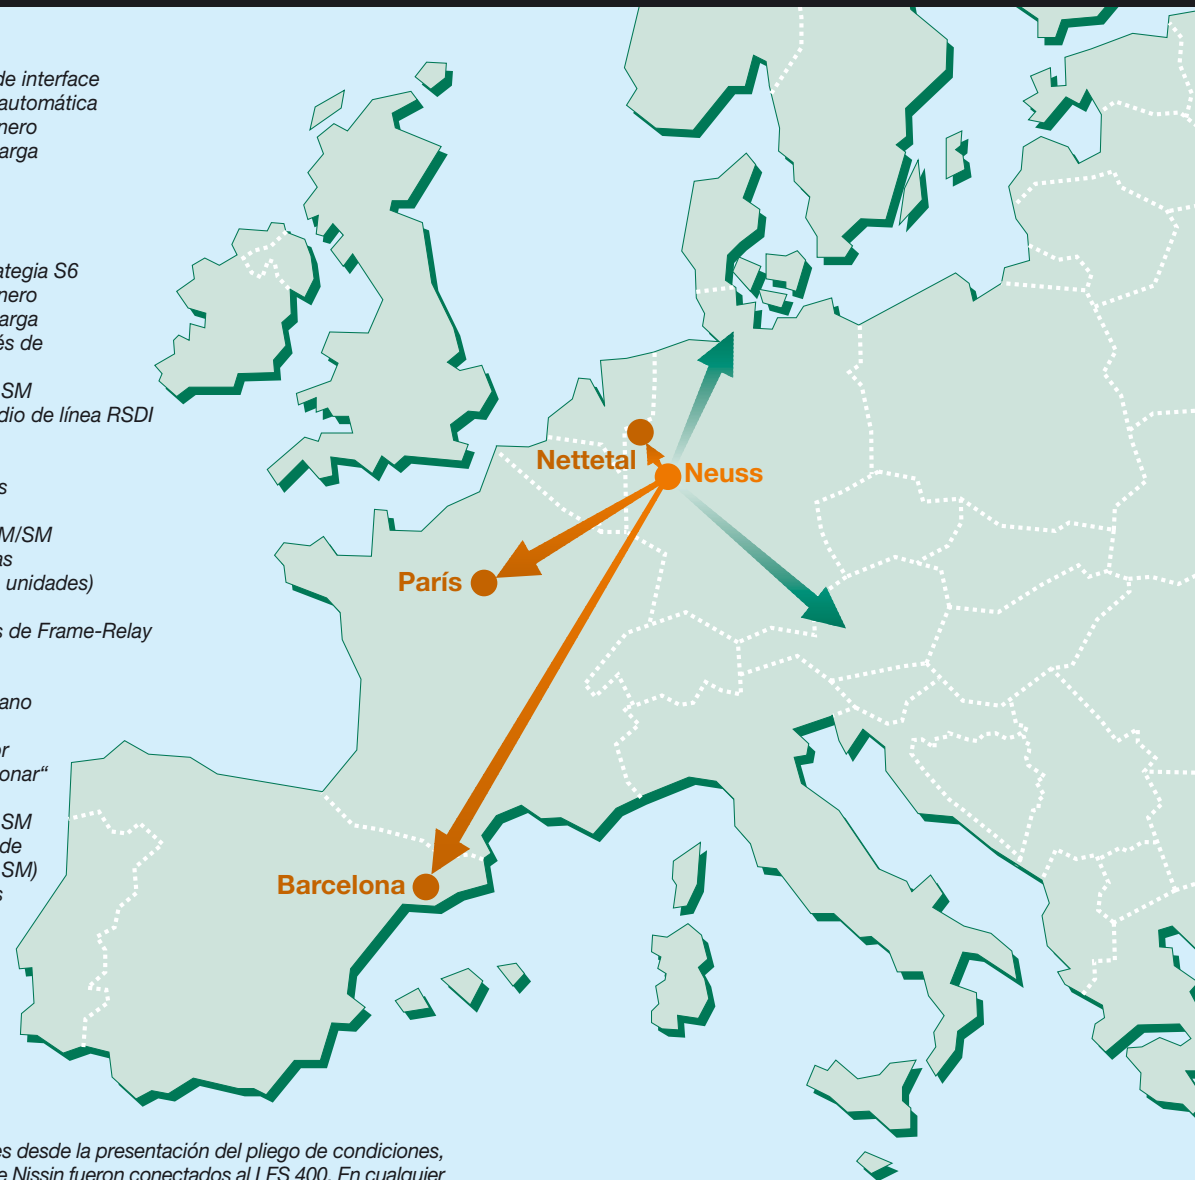 de interface
automática
nero
arga
ategia S6
nero
arga
és de
SM
dio de línea RSDI
s
M/SM
as
unidades)
s de Frame-Relay
ano
or
onar“
SM
de
SM)
s
Nettetal
Neuss
París
Barcelona
es desde la presentación del pliego de condiciones,
e Nissin fueron conectados al LFS 400. En cualquier